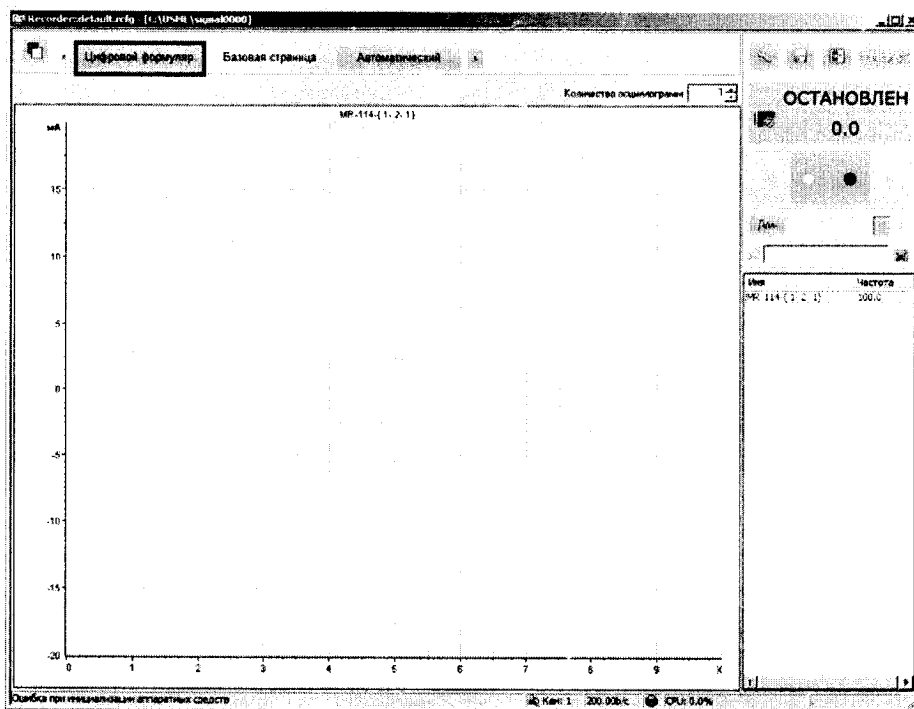 Recorder:default.rcfg - [C:\USML\signal0000]
Цифровой формуляр
Базовая страница
Автоматический
Количество осциллограмм 1
ОСТАНОВЛЕН
0.0
MR-114-{ 1- 2- 1}
мА
15
10
5
0
-5
-10
-15
-20
0 1 2 3 4 5 6 7 8 9 X
Имя Частота
MR-114-{ 1- 2- 1} 100.0
Ошибка при инициализации аппаратных средств
Кан: 1 200.00b/c CPU: 0.0%